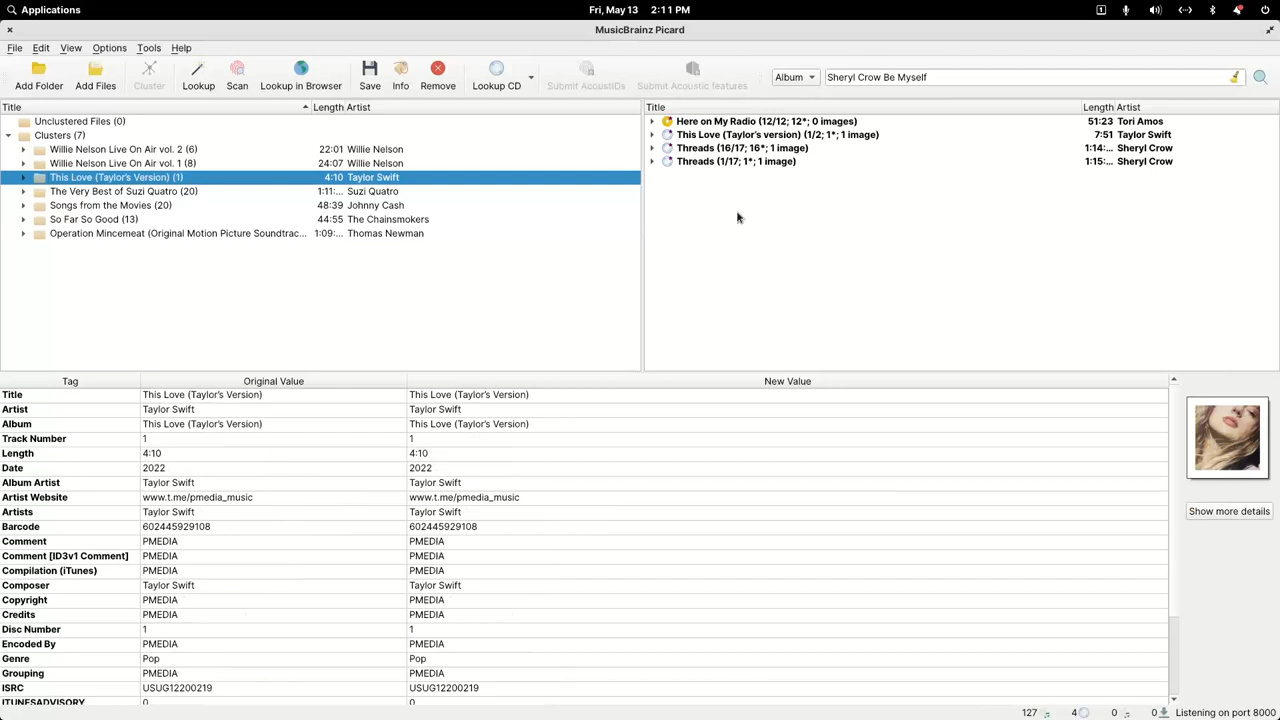 Applications
Fri, May 13 2:11 PM
MusicBrainz Picard
File Edit View Options Tools Help
Add Folder Add Files Cluster Lookup Scan Lookup in Browser Save Info Remove Lookup CD Submit AcoustIDs Submit Acoustic features Album Sheryl Crow Be Myself
Title Length Artist
Unclustered Files (0)
Clusters (7)
Willie Nelson Live On Air vol. 2 (6) 22:01 Willie Nelson
Willie Nelson Live On Air vol. 1 (8) 24:07 Willie Nelson
This Love (Taylor’s Version) (1) 4:10 Taylor Swift
The Very Best of Suzi Quatro (20) 1:11:... Suzi Quatro
Songs from the Movies (20) 48:39 Johnny Cash
So Far So Good (13) 44:55 The Chainsmokers
Operation Mincemeat (Original Motion Picture Soundtrac... 1:09:... Thomas Newman
Title Length Artist
Here on My Radio (12/12; 12*; 0 images) 51:23 Tori Amos
This Love (Taylor’s version) (1/2; 1*; 1 image) 7:51 Taylor Swift
Threads (16/17; 16*; 1 image) 1:14:... Sheryl Crow
Threads (1/17; 1*; 1 image) 1:15:... Sheryl Crow
Tag Original Value New Value
Title This Love (Taylor’s Version) This Love (Taylor’s Version)
Artist Taylor Swift Taylor Swift
Album This Love (Taylor’s Version) This Love (Taylor’s Version)
Track Number 1 1
Length 4:10 4:10
Date 2022 2022
Album Artist Taylor Swift Taylor Swift
Artist Website www.t.me/pmedia_music www.t.me/pmedia_music
Artists Taylor Swift Taylor Swift
Barcode 602445929108 602445929108
Comment PMEDIA PMEDIA
Comment [ID3v1 Comment] PMEDIA PMEDIA
Compilation (iTunes) PMEDIA PMEDIA
Composer Taylor Swift Taylor Swift
Copyright PMEDIA PMEDIA
Credits PMEDIA PMEDIA
Disc Number 1 1
Encoded By PMEDIA PMEDIA
Genre Pop Pop
Grouping PMEDIA PMEDIA
ISRC USUG12200219 USUG12200219
ITUNESADVISORY 0 0
Show more details
127 4 0 0 Listening on port 8000